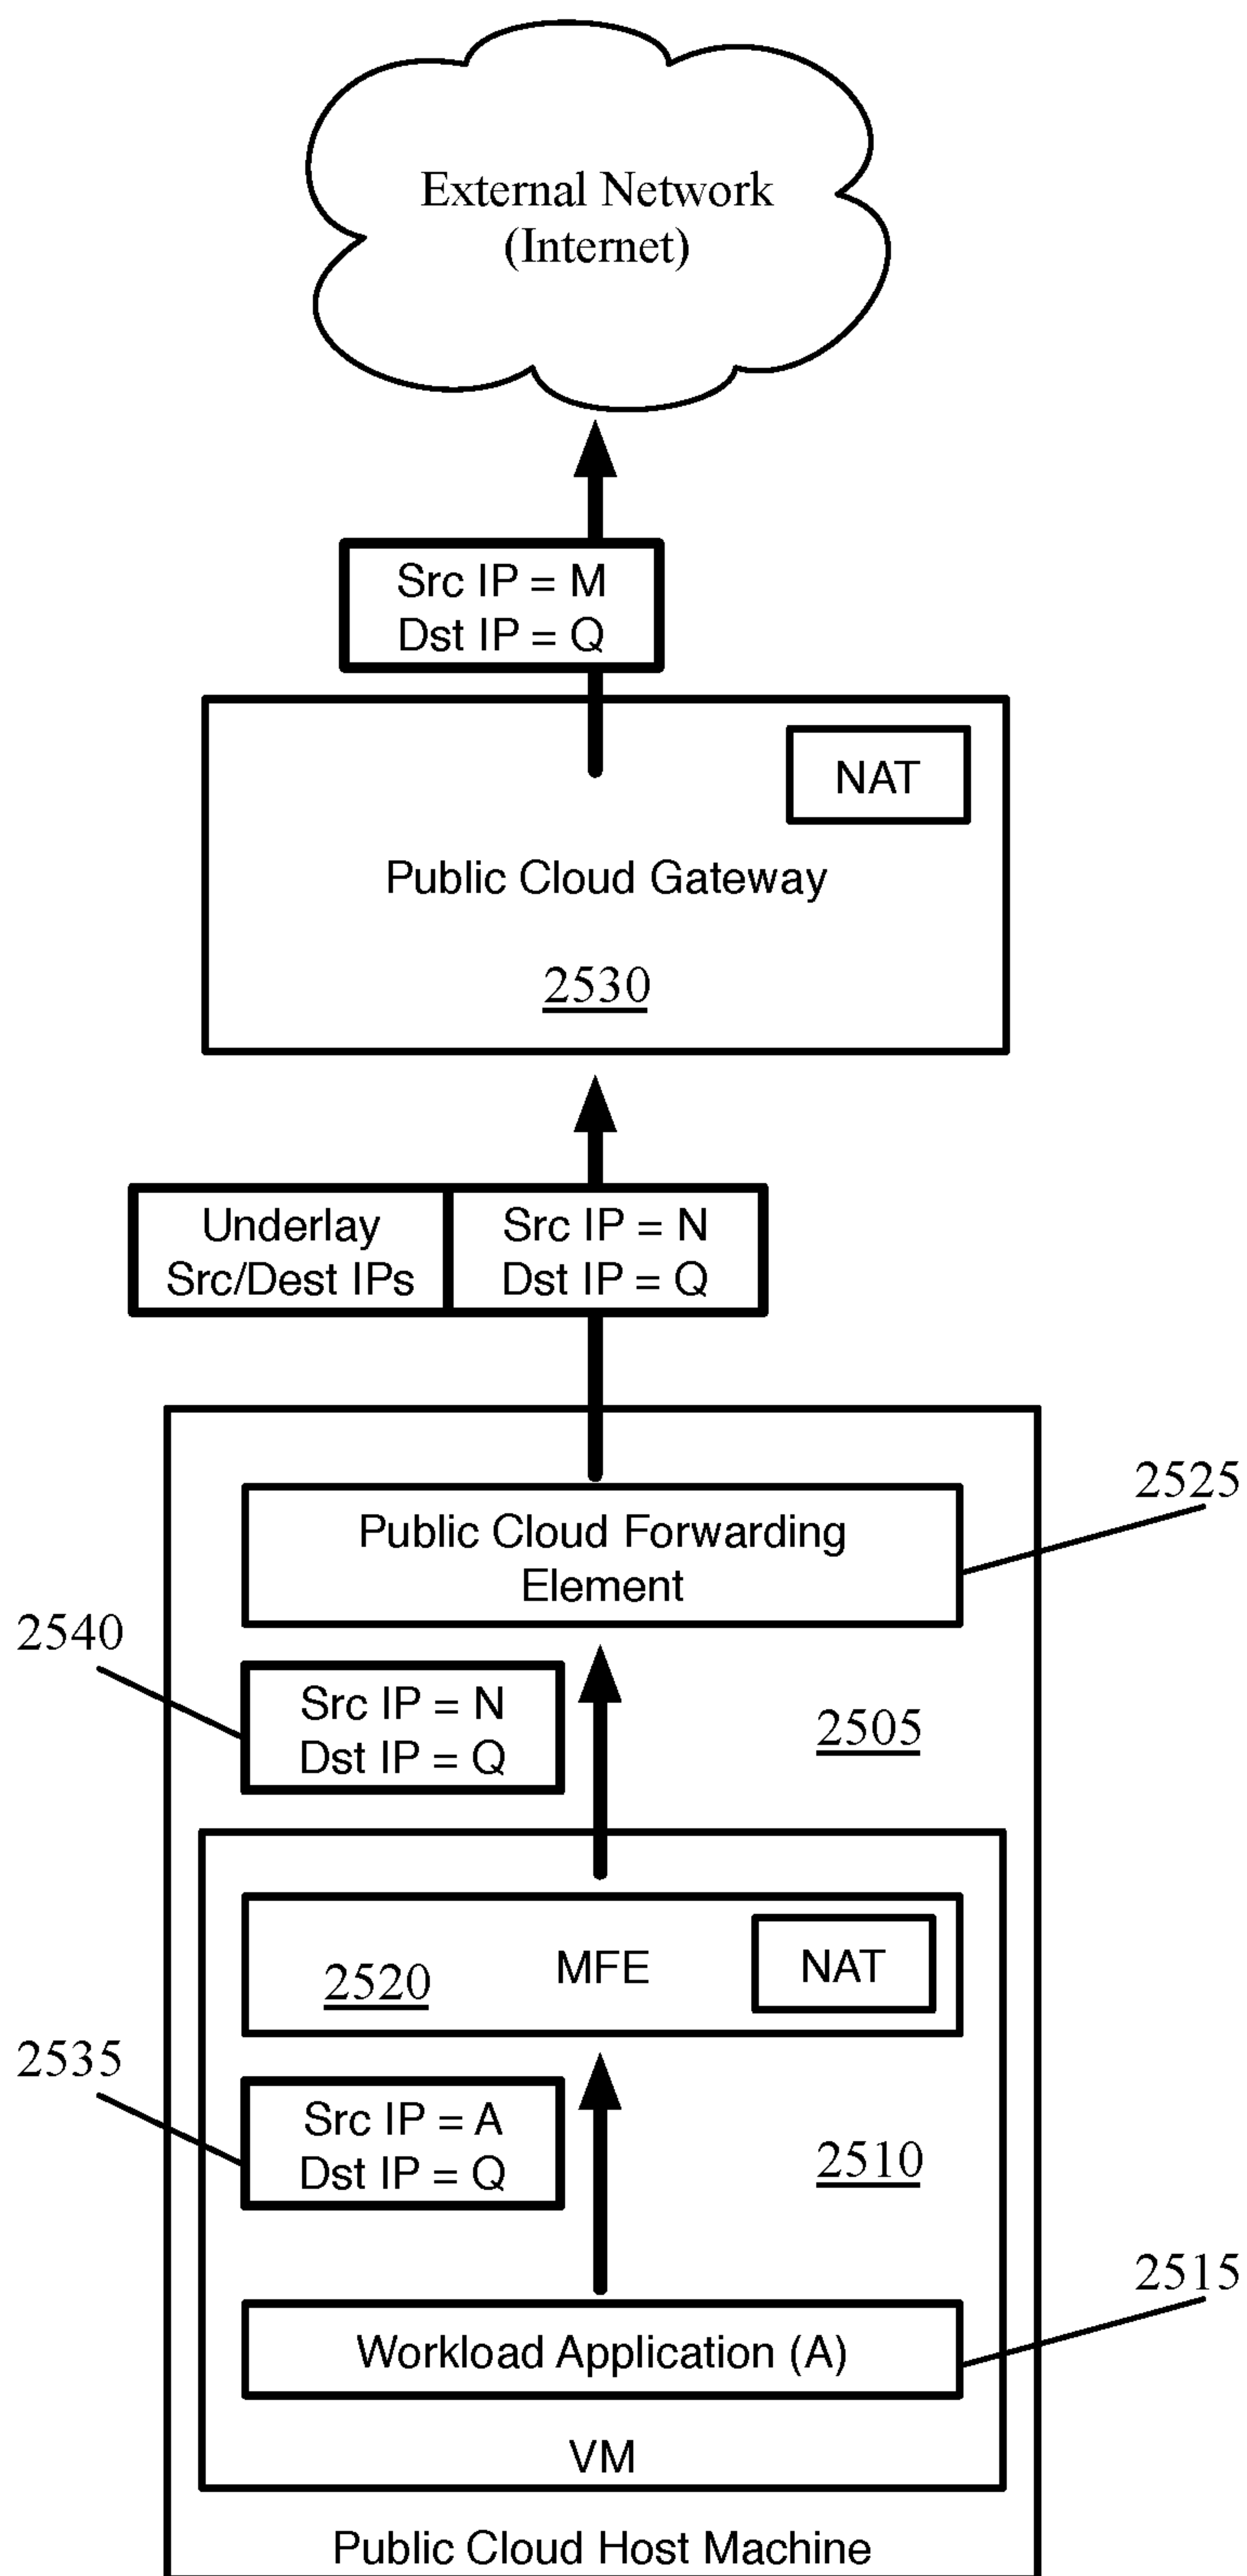 External Network
(Internet)
Src IP = M
Dst IP = Q
NAT
Public Cloud Gateway
2530
Underlay
Src/Dest IPs
Src IP = N
Dst IP = Q
2525
Public Cloud Forwarding
Element
2540
Src IP = N
Dst IP = Q
2505
2520
MFE
NAT
2535
Src IP = A
Dst IP = Q
2510
2515
Workload Application (A)
VM
Public Cloud Host Machine